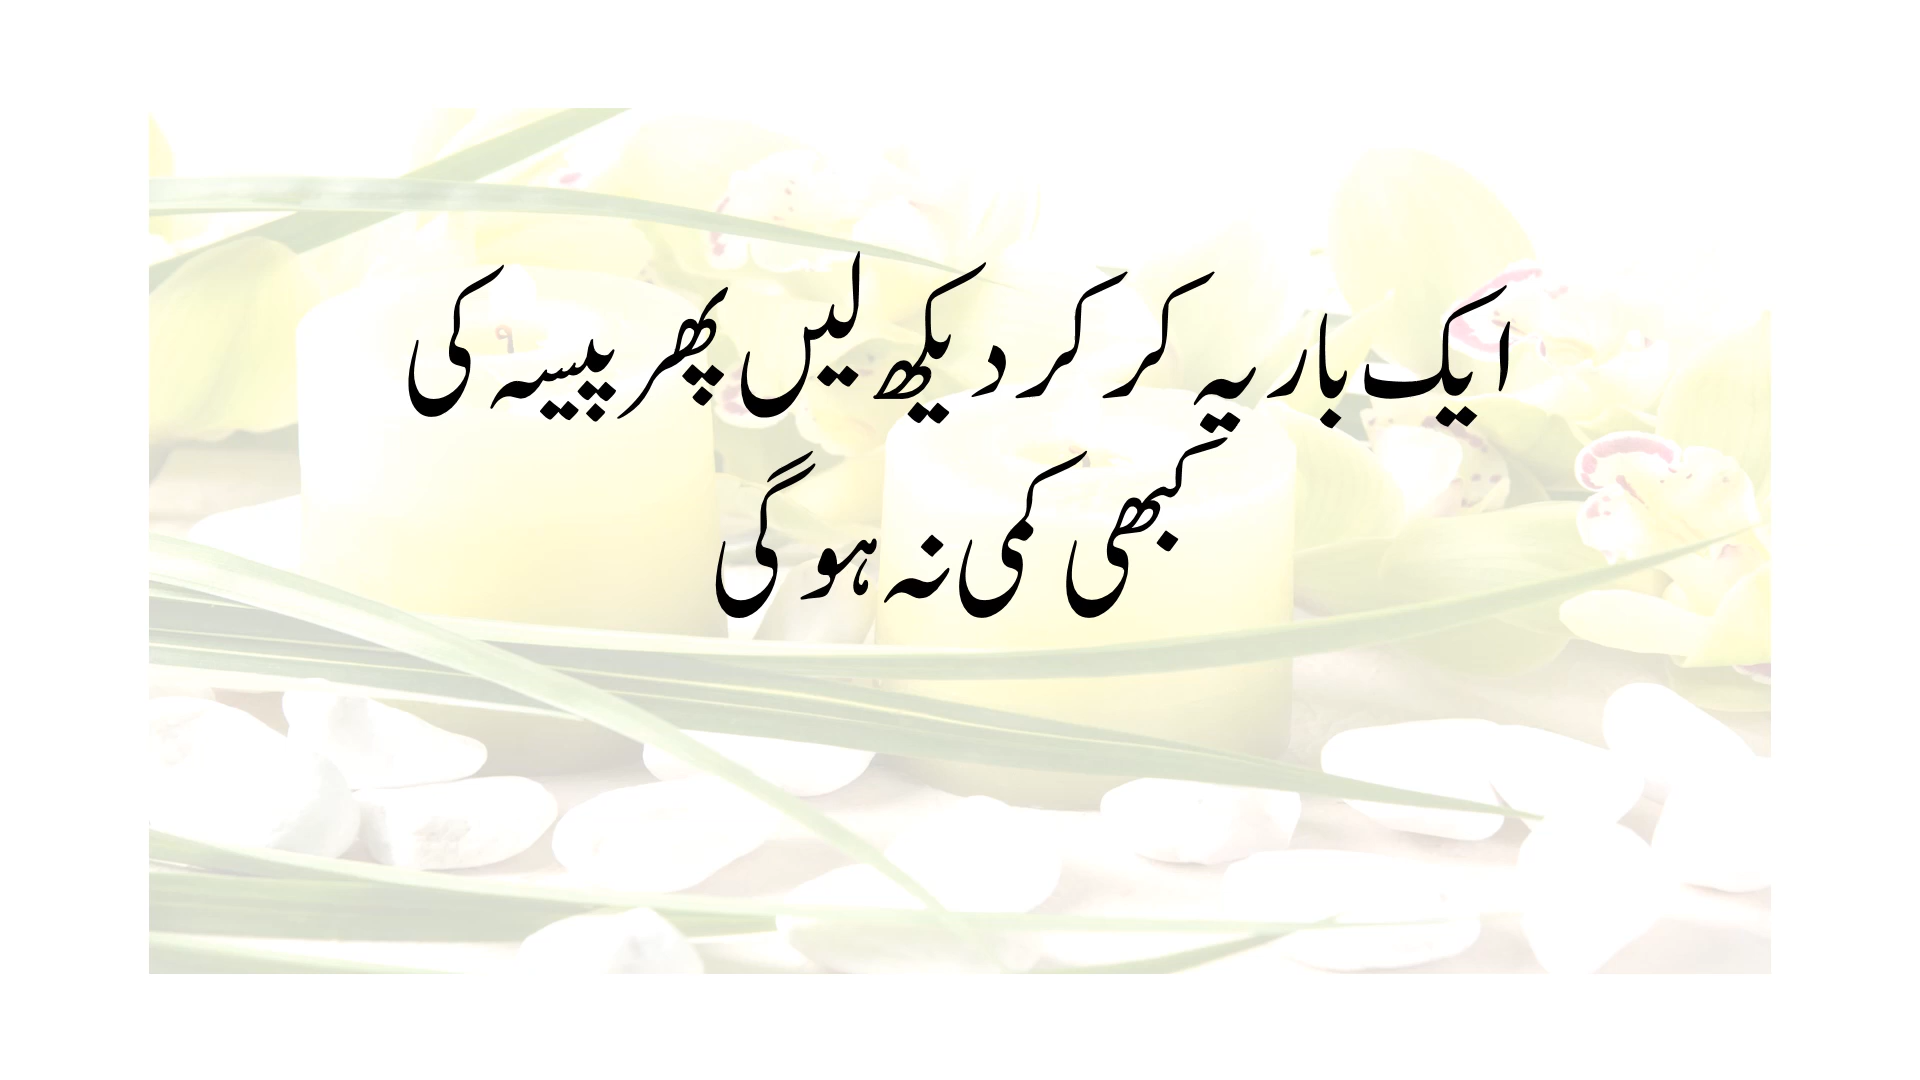 ایک بار یہ کر کر دیکھ لیں پھر پیسہ کی
کبھی کمی نہ ہو گی